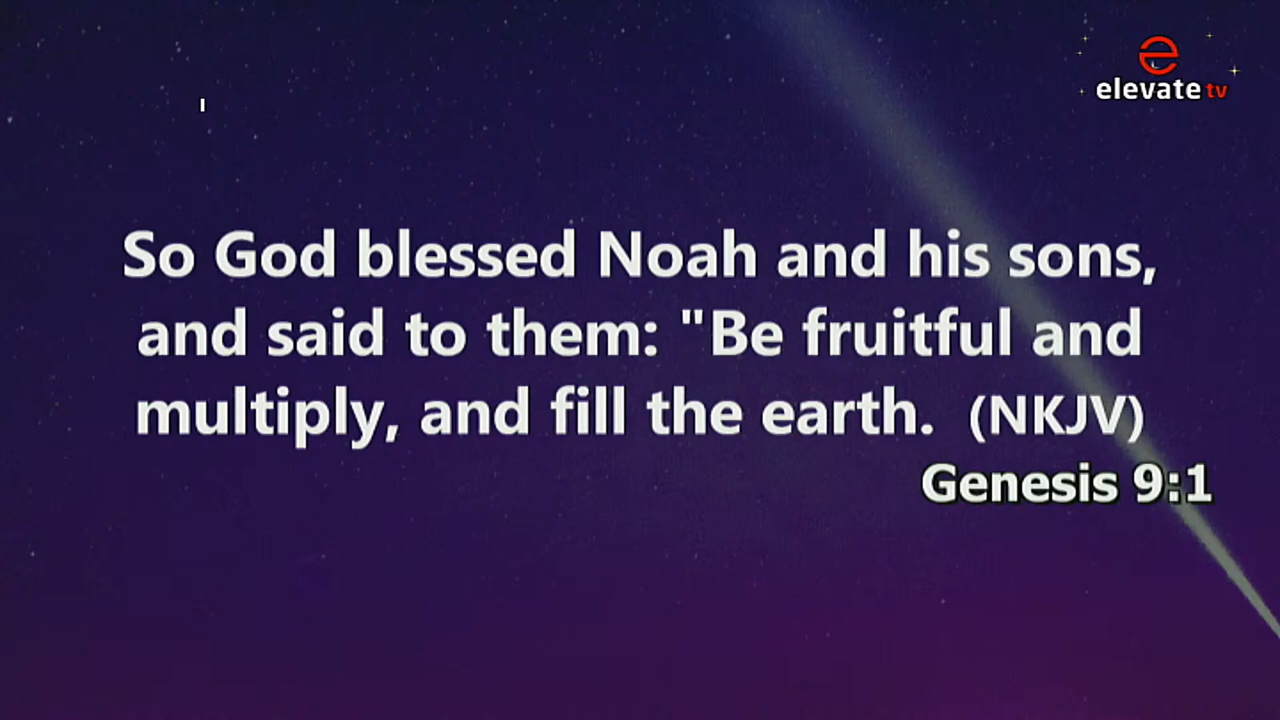 elevate tv
So God blessed Noah and his sons,
and said to them: "Be fruitful and
multiply, and fill the earth. (NKJV)
Genesis 9:1